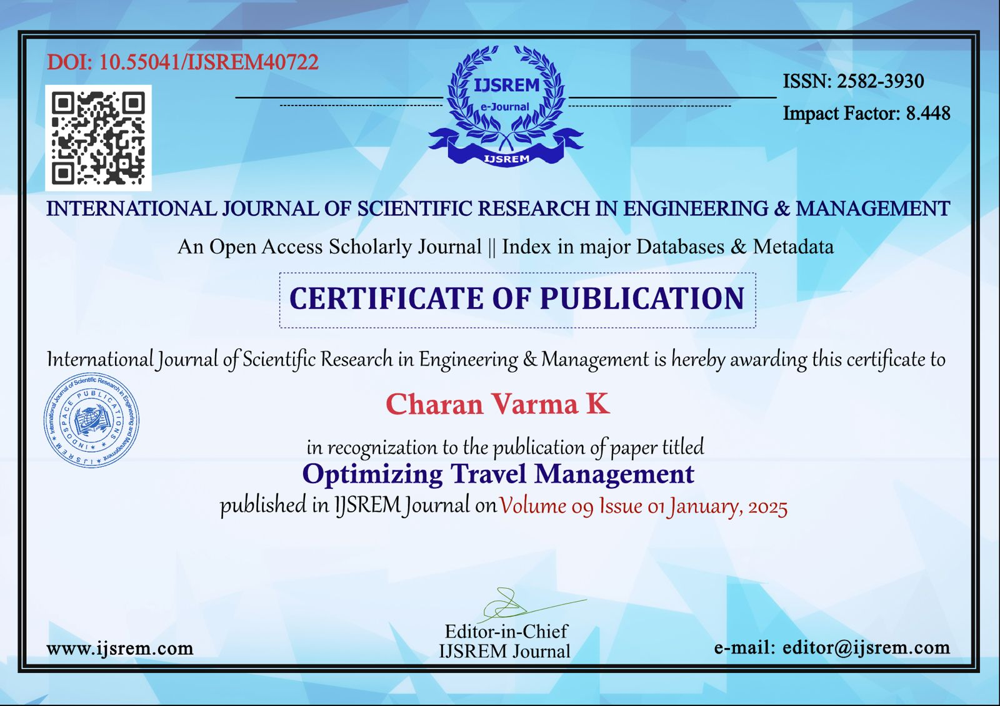 DOI: 10.55041/IJSREM40722
IJSREM
e-Journal
IJSREM
ISSN: 2582-3930
Impact Factor: 8.448
INTERNATIONAL JOURNAL OF SCIENTIFIC RESEARCH IN ENGINEERING & MANAGEMENT
An Open Access Scholarly Journal || Index in major Databases & Metadata
CERTIFICATE OF PUBLICATION
International Journal of Scientific Research in Engineering & Management is hereby awarding this certificate to
International Journal of Scientific Research in Engineering and Management
IJSREM
INDOSPACE PUBLICATIONS
Charan Varma K
in recognization to the publication of paper titled
Optimizing Travel Management
published in IJSREM Journal on Volume 09 Issue 01 January, 2025
Editor-in-Chief
IJSREM Journal
www.ijsrem.com
e-mail: editor@ijsrem.com